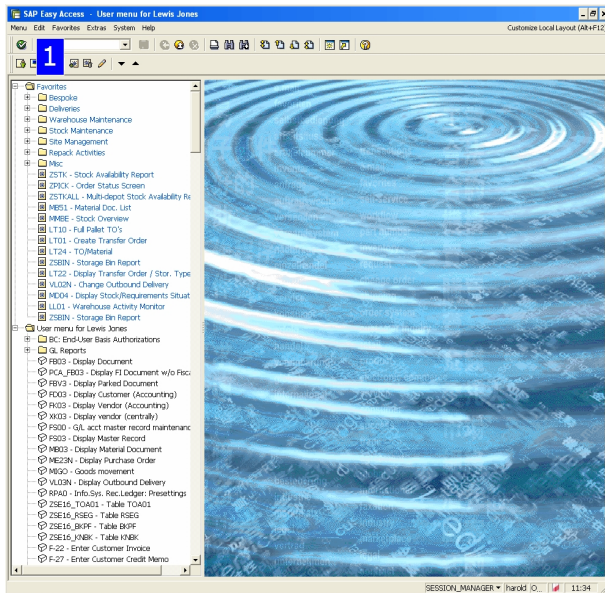 SAP Easy Access - User menu for Lewis Jones
Menu Edit Favorites Extras System Help
Customize Local Layout (Alt+F12)
1
Favorites
Bespoke
Deliveries
Warehouse Maintenance
Stock Maintenance
Site Management
Repack Activities
Misc
ZSTK - Stock Availability Report
ZPICK - Order Status Screen
ZSTKALL - Multi-depot Stock Availability Re
MB51 - Material Doc. List
MMBE - Stock Overview
LT10 - Full Pallet TO's
LT01 - Create Transfer Order
LT24 - TO/Material
ZSBIN - Storage Bin Report
LT22 - Display Transfer Order / Stor. Type
VL02N - Change Outbound Delivery
MD04 - Display Stock/Requirements Situat
LL01 - Warehouse Activity Monitor
ZSBIN - Storage Bin Report
User menu for Lewis Jones
BC: End-User Basis Authorizations
GL Reports
FB03 - Display Document
PCA_FB03 - Display FI Document w/o Fisca
FBV3 - Display Parked Document
FD03 - Display Customer (Accounting)
FK03 - Display Vendor (Accounting)
XK03 - Display vendor (centrally)
FS00 - G/L acct master record maintenanc
FS03 - Display Master Record
MB03 - Display Material Document
ME23N - Display Purchase Order
MIGO - Goods movement
VL03N - Display Outbound Delivery
RPA0 - Info.Sys. Rec.Ledger: Presettings
ZSE16_TOA01 - Table TOA01
ZSE16_RSEG - Table RSEG
ZSE16_BKPF - Table BKPF
ZSE16_KNBK - Table KNBK
F-22 - Enter Customer Invoice
F-27 - Enter Customer Credit Memo
industry
marketplace
SESSION_MANAGER harold O... 11:34